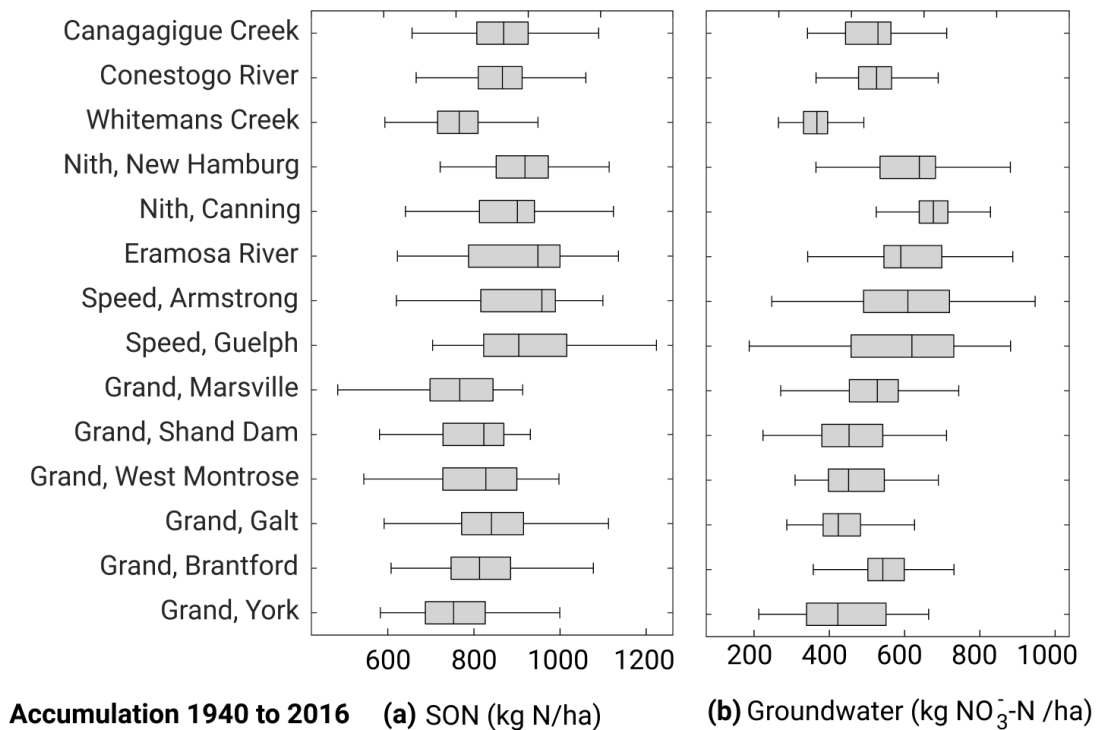 Canagagigue Creek
Conestogo River
Whitemans Creek
Nith, New Hamburg
Nith, Canning
Eramosa River
Speed, Armstrong
Speed, Guelph
Grand, Marsville
Grand, Shand Dam
Grand, West Montrose
Grand, Galt
Grand, Brantford
Grand, York
600 800 1000 1200
200 400 600 800 1000
Accumulation 1940 to 2016 (a) SON (kg N/ha) (b) Groundwater (kg NO₃⁻-N /ha)